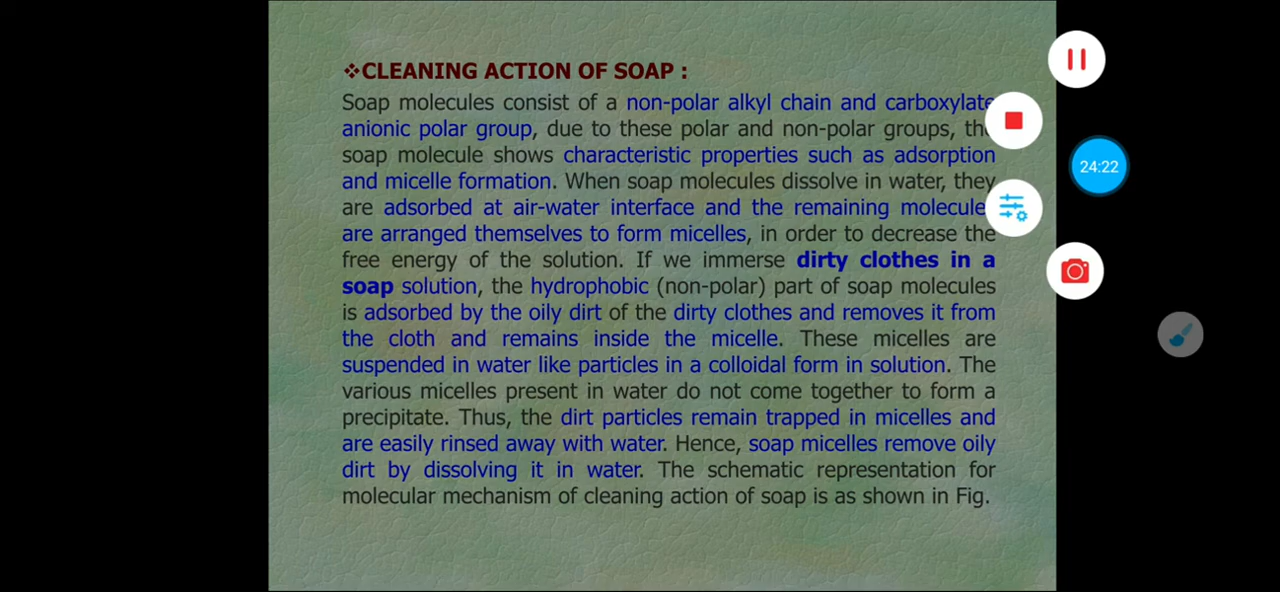 ❖CLEANING ACTION OF SOAP :
Soap molecules consist of a non-polar alkyl chain and carboxylate
anionic polar group, due to these polar and non-polar groups, the
soap molecule shows characteristic properties such as adsorption
and micelle formation. When soap molecules dissolve in water, they
are adsorbed at air-water interface and the remaining molecules
are arranged themselves to form micelles, in order to decrease the
free energy of the solution. If we immerse dirty clothes in a
soap solution, the hydrophobic (non-polar) part of soap molecules
is adsorbed by the oily dirt of the dirty clothes and removes it from
the cloth and remains inside the micelle. These micelles are
suspended in water like particles in a colloidal form in solution. The
various micelles present in water do not come together to form a
precipitate. Thus, the dirt particles remain trapped in micelles and
are easily rinsed away with water. Hence, soap micelles remove oily
dirt by dissolving it in water. The schematic representation for
molecular mechanism of cleaning action of soap is as shown in Fig.
24:22